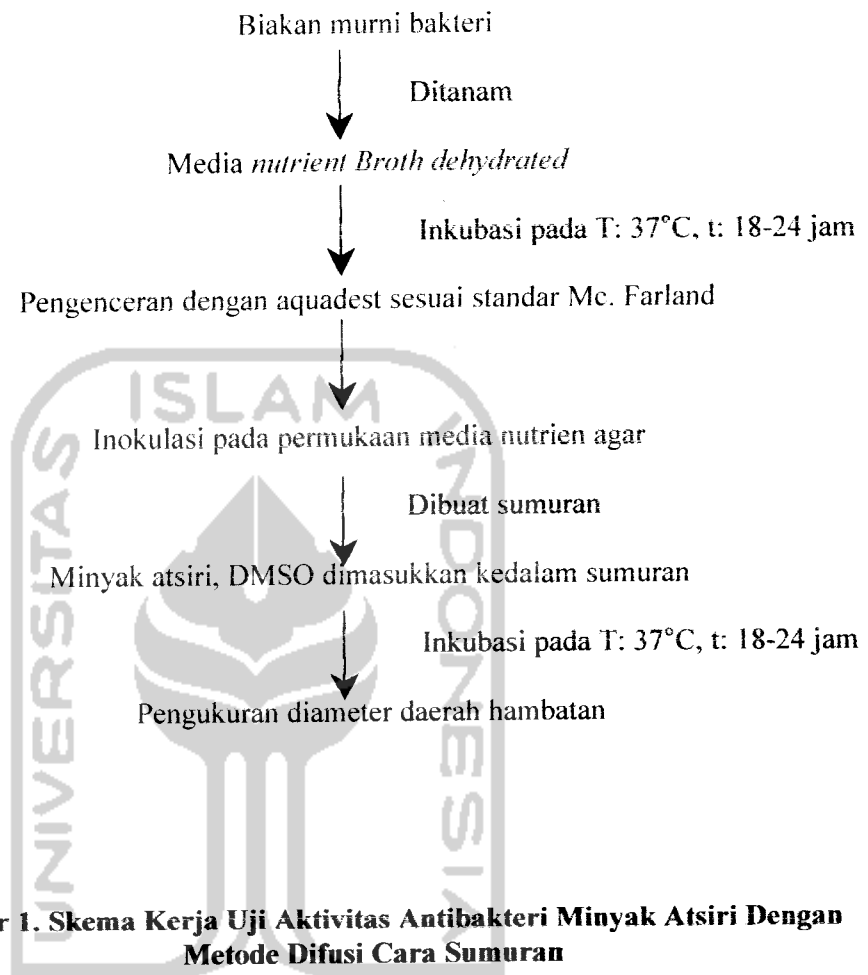 Biakan murni bakteri
Ditanam
Media nutrient Broth dehydrated
Inkubasi pada T: 37°C, t: 18-24 jam
Pengenceran dengan aquadest sesuai standar Mc. Farland
Inokulasi pada permukaan media nutrien agar
Dibuat sumuran
Minyak atsiri, DMSO dimasukkan kedalam sumuran
Inkubasi pada T: 37°C, t: 18-24 jam
Pengukuran diameter daerah hambatan
r 1. Skema Kerja Uji Aktivitas Antibakteri Minyak Atsiri Dengan
Metode Difusi Cara Sumuran
UNIVERSITAS
ISLAM
INDONESIA